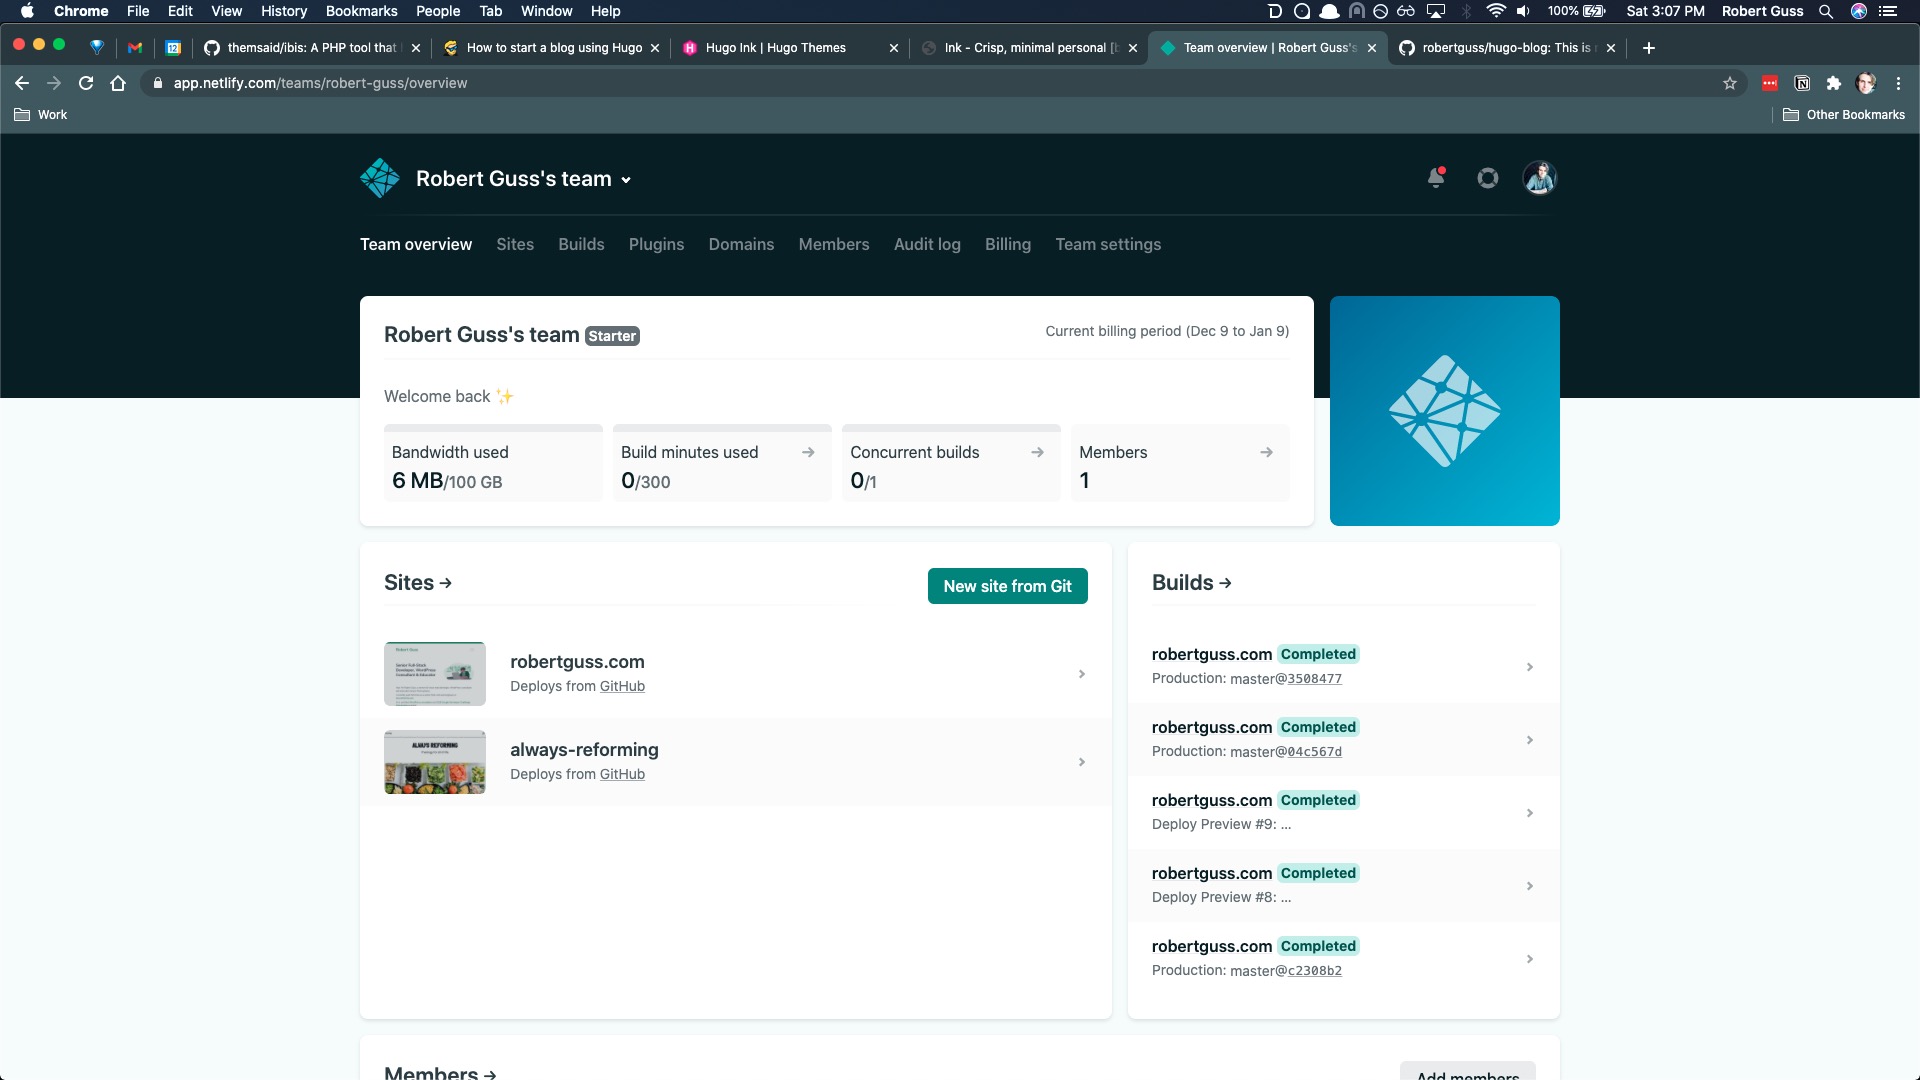 Chrome File Edit View History Bookmarks People Tab Window Help 100% Sat 3:07 PM Robert Guss
12 themsaid/ibis: A PHP tool that How to start a blog using Hugo Hugo Ink | Hugo Themes Ink - Crisp, minimal personal Team overview | Robert Guss's robertguss/hugo-blog: This is
app.netlify.com/teams/robert-guss/overview
Work Other Bookmarks
Robert Guss's team
Team overview Sites Builds Plugins Domains Members Audit log Billing Team settings
Robert Guss's team Starter Current billing period (Dec 9 to Jan 9)
Welcome back ✨
Bandwidth used
6 MB/100 GB
Build minutes used →
0/300
Concurrent builds →
0/1
Members →
1
Sites → New site from Git
robertguss.com
Deploys from GitHub
ALWAYS REFORMING
always-reforming
Deploys from GitHub
Builds →
robertguss.com Completed
Production: master@3508477
robertguss.com Completed
Production: master@04c567d
robertguss.com Completed
Deploy Preview #9: ...
robertguss.com Completed
Deploy Preview #8: ...
robertguss.com Completed
Production: master@c2308b2
Members → Add members